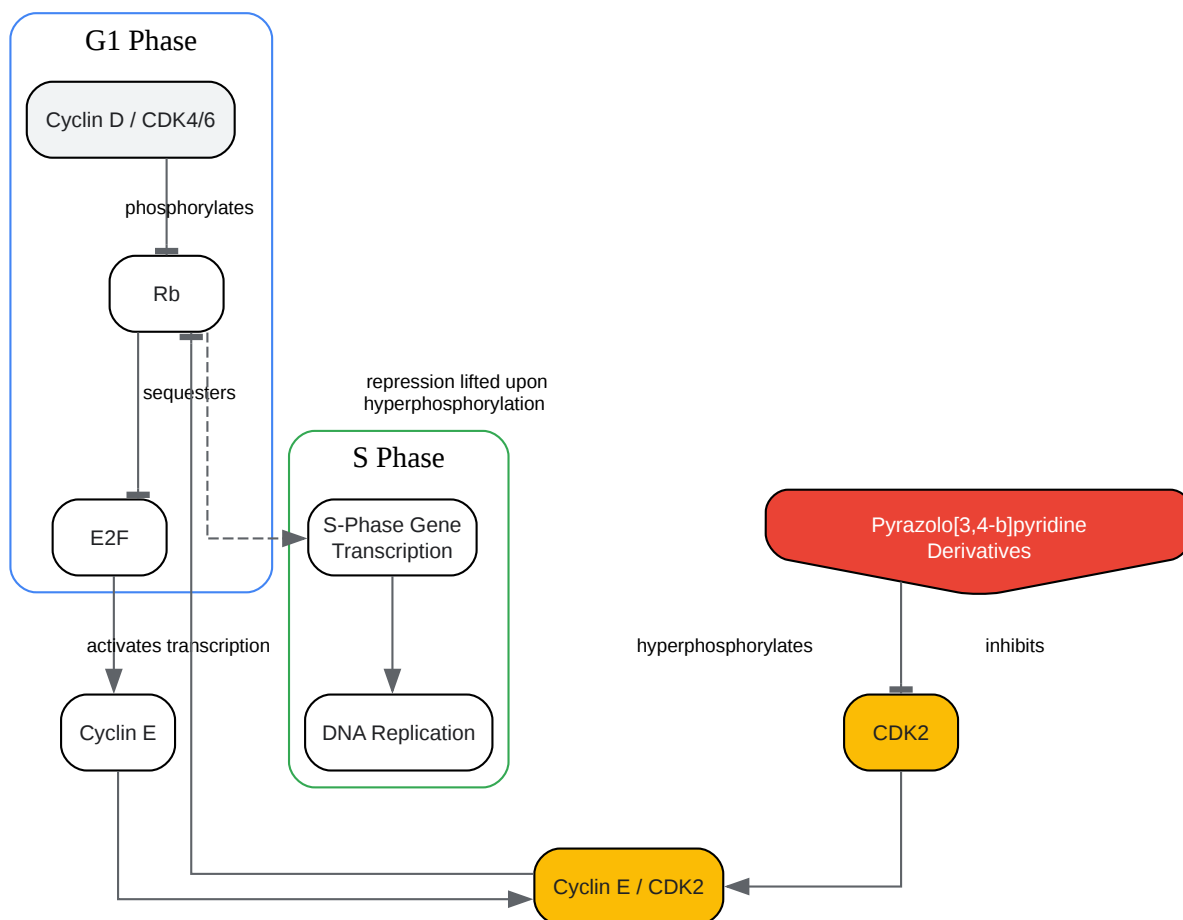 G1 Phase
Cyclin D / CDK4/6
phosphorylates
Rb
sequesters
repression lifted upon
hyperphosphorylation
S Phase
E2F
S-Phase Gene
Transcription
Pyrazolo[3,4-b]pyridine
Derivatives
activates transcription
hyperphosphorylates
inhibits
Cyclin E
DNA Replication
CDK2
Cyclin E / CDK2